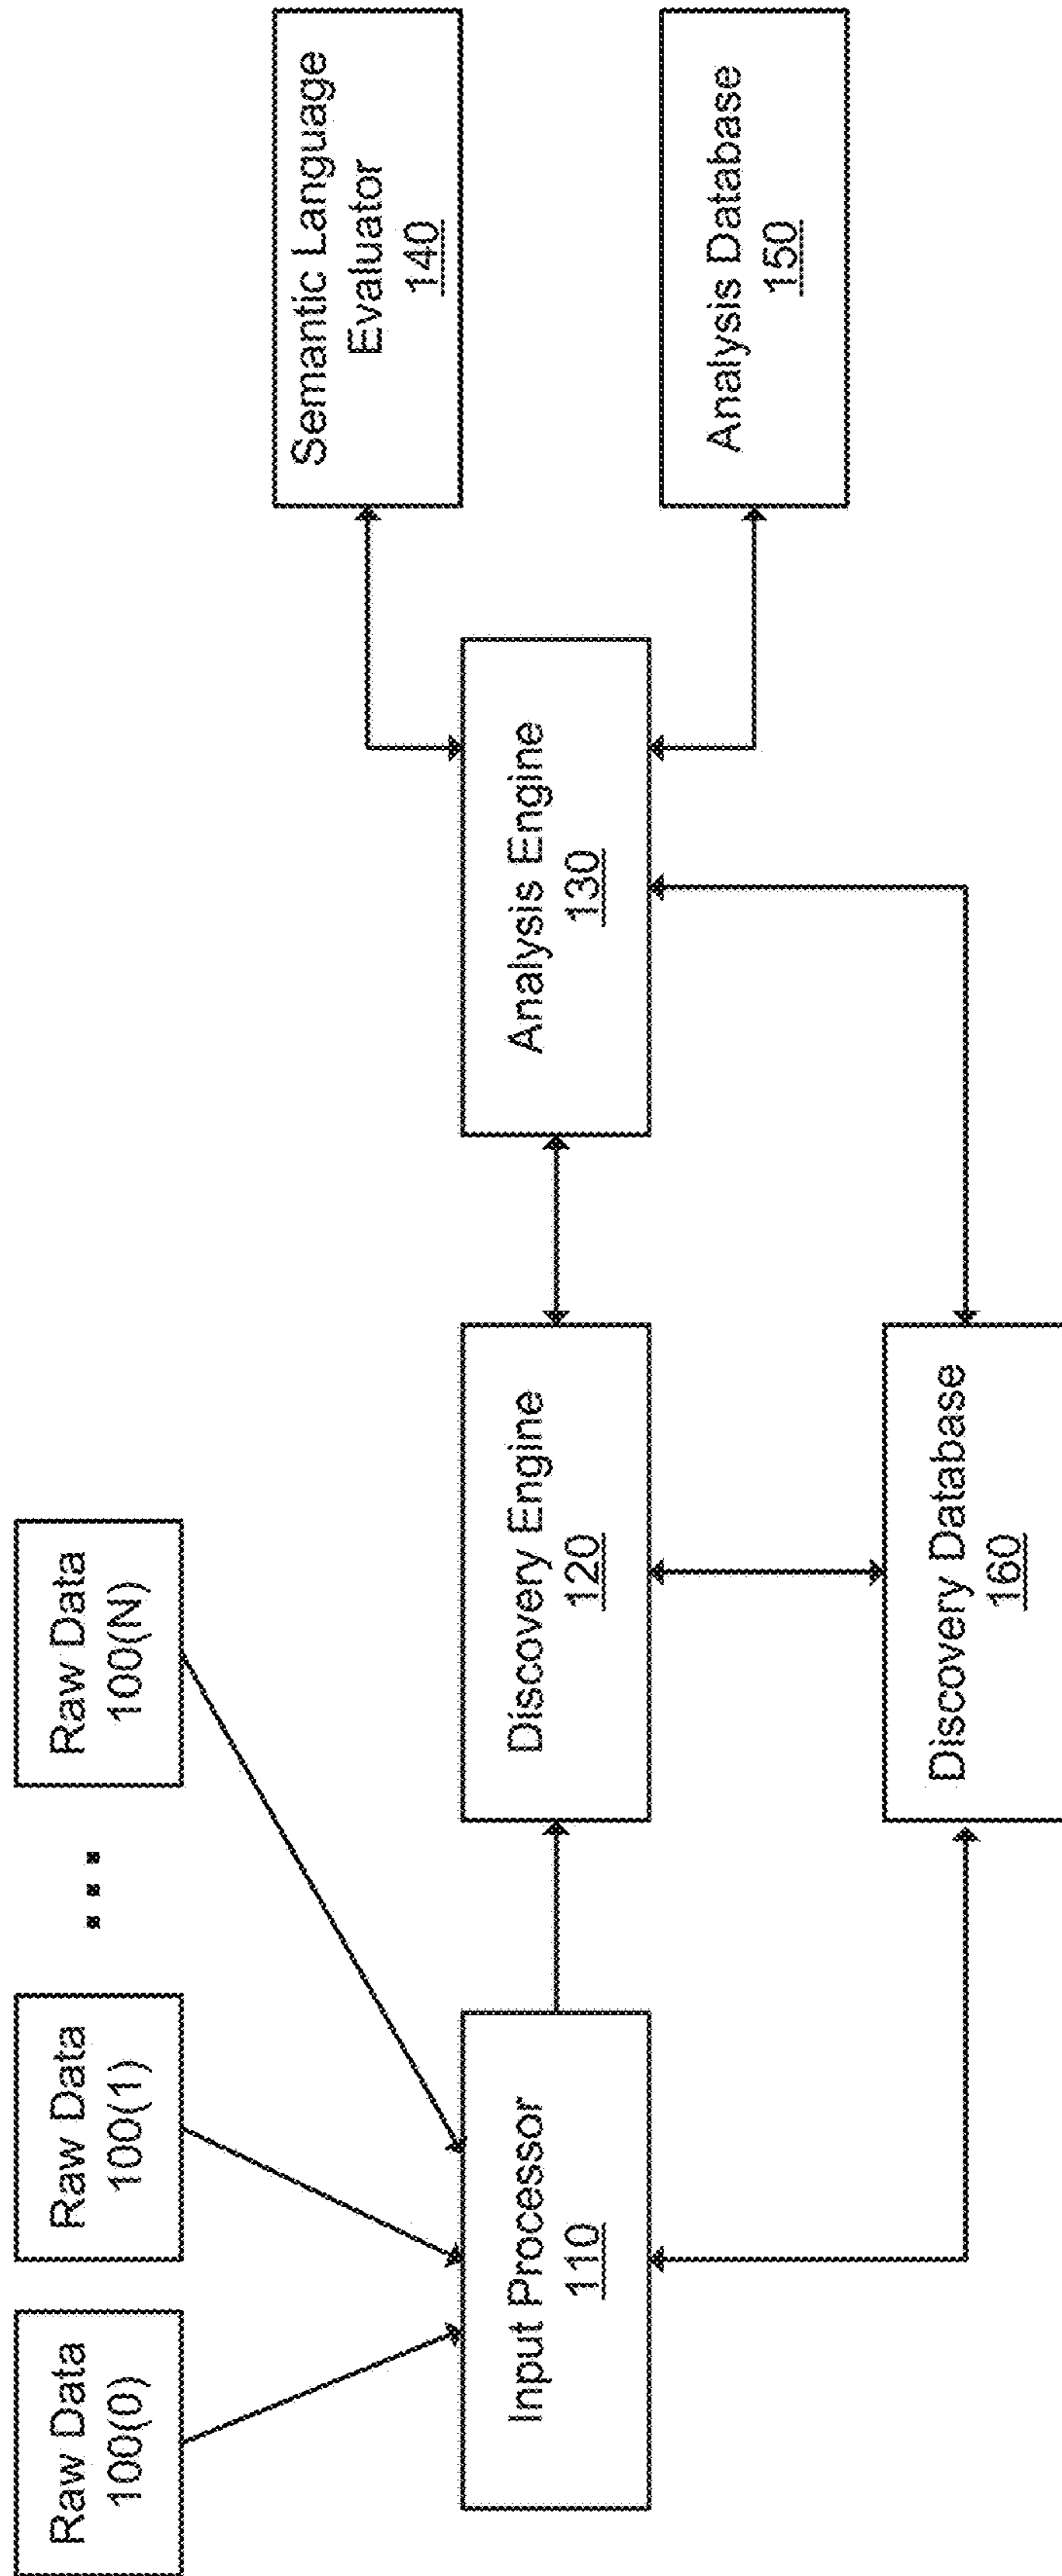 Raw Data
100(0)
Raw Data
100(1)
...
Raw Data
100(N)
Input Processor
110
Discovery Engine
120
Analysis Engine
130
Semantic Language
Evaluator
140
Analysis Database
150
Discovery Database
160